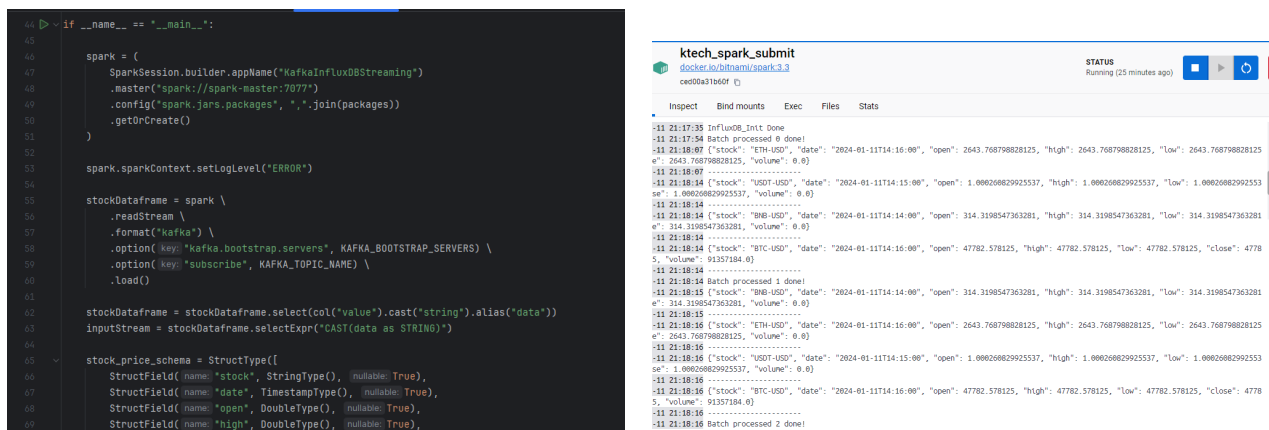 44 if __name__ == "__main__":
45
46 spark = (
47 SparkSession.builder.appName("KafkaInfluxDBStreaming")
48 .master("spark://spark-master:7077")
49 .config("spark.jars.packages", ",".join(packages))
50 .getOrCreate()
51 )
52
53 spark.sparkContext.setLogLevel("ERROR")
54
55 stockDataframe = spark \
56 .readStream \
57 .format("kafka") \
58 .option( key: "kafka.bootstrap.servers", KAFKA_BOOTSTRAP_SERVERS) \
59 .option( key: "subscribe", KAFKA_TOPIC_NAME) \
60 .load()
61
62 stockDataframe = stockDataframe.select(col("value").cast("string").alias("data"))
63 inputStream = stockDataframe.selectExpr("CAST(data as STRING)")
64
65 stock_price_schema = StructType([
66 StructField( name: "stock", StringType(), nullable: True),
67 StructField( name: "date", TimestampType(), nullable: True),
68 StructField( name: "open", DoubleType(), nullable: True),
69 StructField( name: "high", DoubleType(), nullable: True),
ktech_spark_submit
docker.io/bitnami/spark:3.3
ced00a31b60f
STATUS
Running (25 minutes ago)
Inspect Bind mounts Exec Files Stats
-11 21:17:35 InfluxDB_Init Done
-11 21:17:54 Batch processed 0 done!
-11 21:18:07 {"stock": "ETH-USD", "date": "2024-01-11T14:16:00", "open": 2643.768798828125, "high": 2643.768798828125, "low": 2643.768798828125
e": 2643.768798828125, "volume": 0.0}
-11 21:18:07 ----------------------
-11 21:18:14 {"stock": "USDT-USD", "date": "2024-01-11T14:15:00", "open": 1.000260829925537, "high": 1.000260829925537, "low": 1.00026082992553
se": 1.000260829925537, "volume": 0.0}
-11 21:18:14 ----------------------
-11 21:18:14 {"stock": "BNB-USD", "date": "2024-01-11T14:16:00", "open": 314.3198547363281, "high": 314.3198547363281, "low": 314.3198547363281
e": 314.3198547363281, "volume": 0.0}
-11 21:18:14 ----------------------
-11 21:18:14 {"stock": "BTC-USD", "date": "2024-01-11T14:16:00", "open": 47782.578125, "high": 47782.578125, "low": 47782.578125, "close": 4778
5, "volume": 91357184.0}
-11 21:18:14 ----------------------
-11 21:18:14 Batch processed 1 done!
-11 21:18:15 {"stock": "BNB-USD", "date": "2024-01-11T14:16:00", "open": 314.3198547363281, "high": 314.3198547363281, "low": 314.3198547363281
e": 314.3198547363281, "volume": 0.0}
-11 21:18:15 ----------------------
-11 21:18:16 {"stock": "ETH-USD", "date": "2024-01-11T14:16:00", "open": 2643.768798828125, "high": 2643.768798828125, "low": 2643.768798828125
e": 2643.768798828125, "volume": 0.0}
-11 21:18:16 ----------------------
-11 21:18:16 {"stock": "USDT-USD", "date": "2024-01-11T14:15:00", "open": 1.000260829925537, "high": 1.000260829925537, "low": 1.00026082992553
se": 1.000260829925537, "volume": 0.0}
-11 21:18:16 ----------------------
-11 21:18:16 {"stock": "BTC-USD", "date": "2024-01-11T14:16:00", "open": 47782.578125, "high": 47782.578125, "low": 47782.578125, "close": 4778
5, "volume": 91357184.0}
-11 21:18:16 ----------------------
-11 21:18:16 Batch processed 2 done!